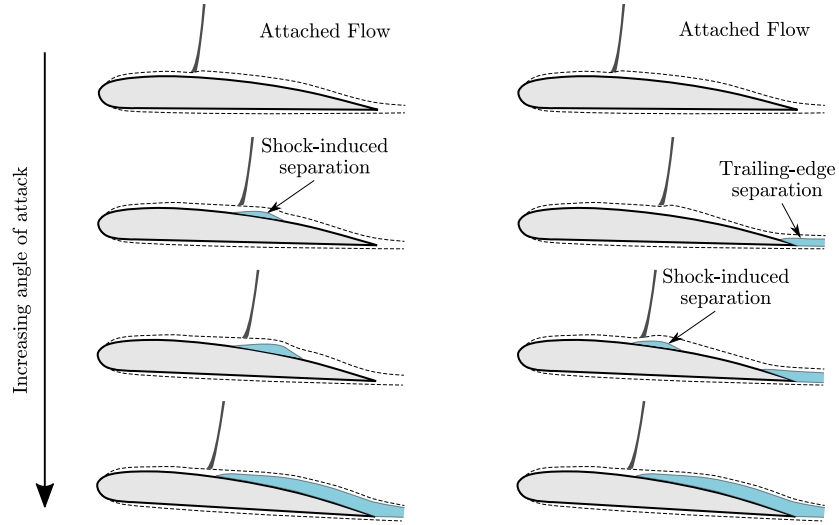 Attached Flow
Attached Flow
Shock-induced
separation
Trailing-edge
separation
Shock-induced
separation
Increasing angle of attack